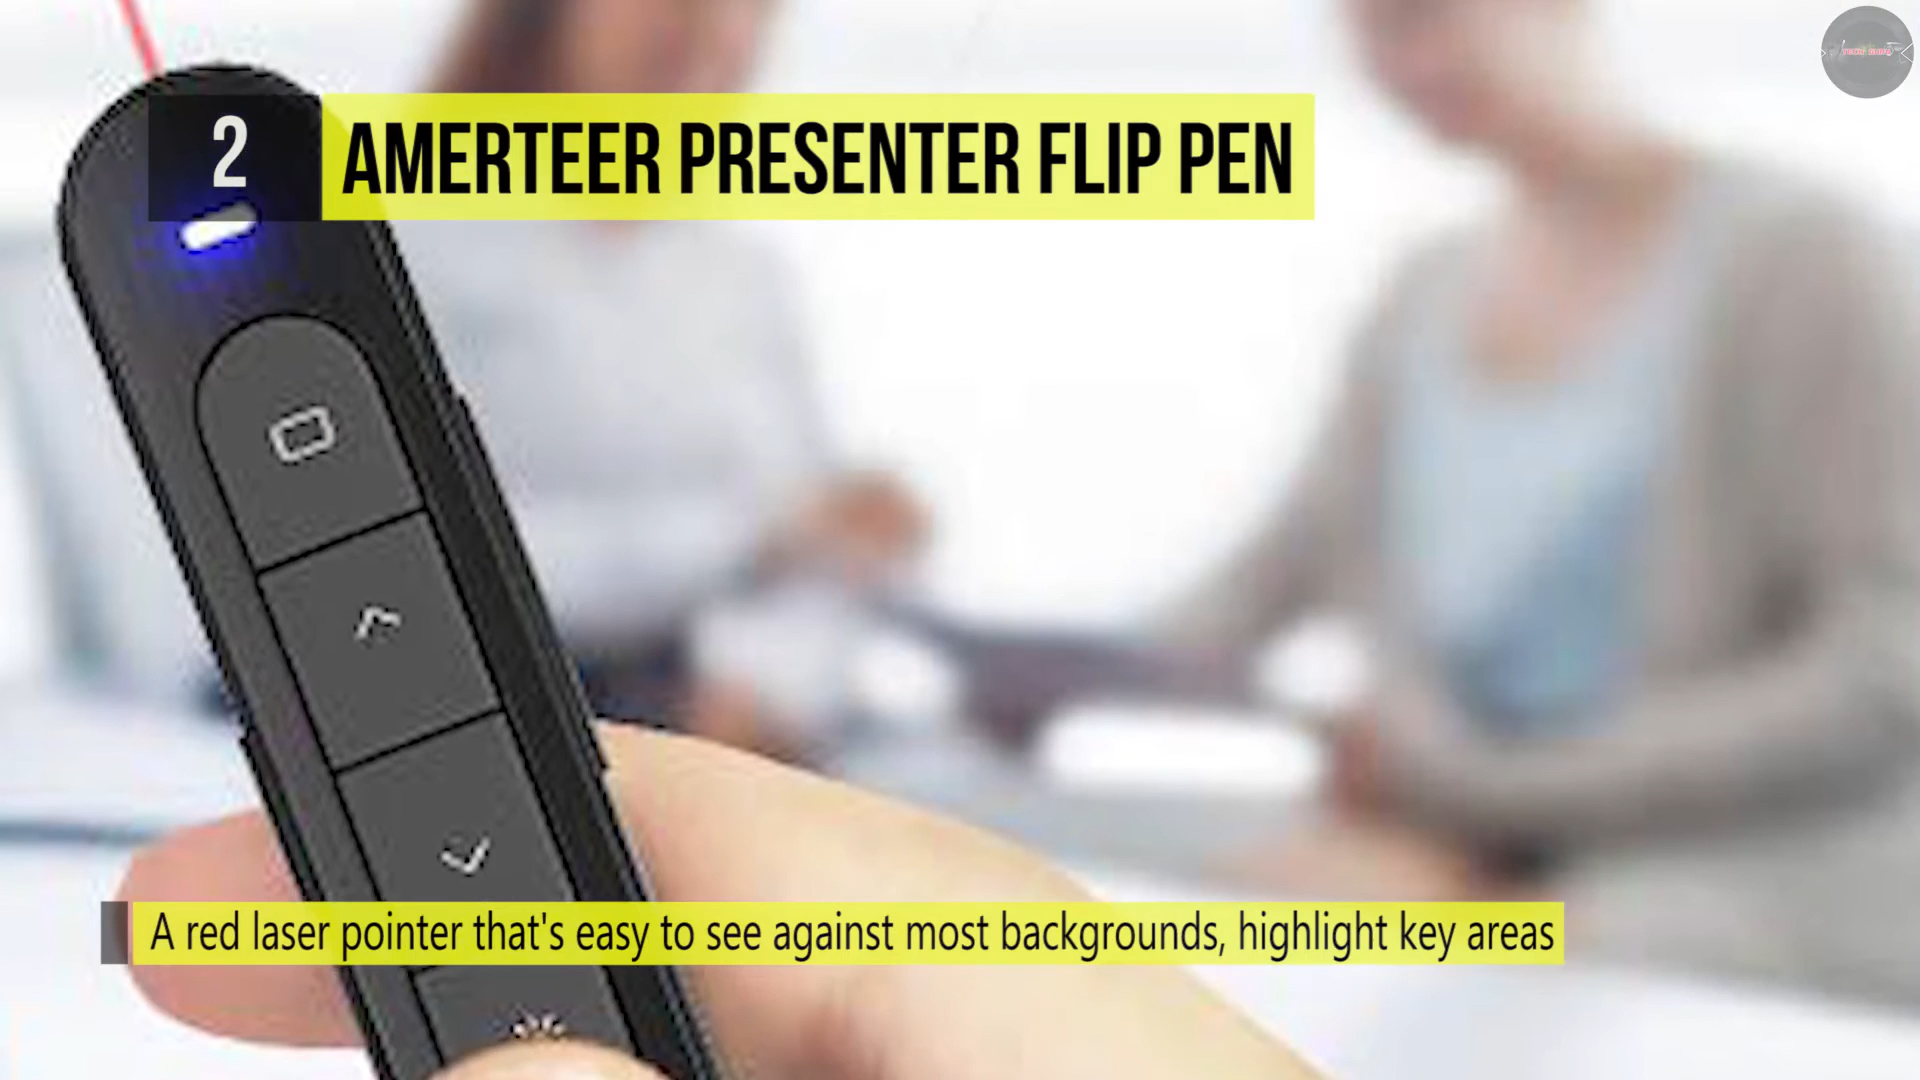 2
AMERTEER PRESENTER FLIP PEN
A red laser pointer that's easy to see against most backgrounds, highlight key areas